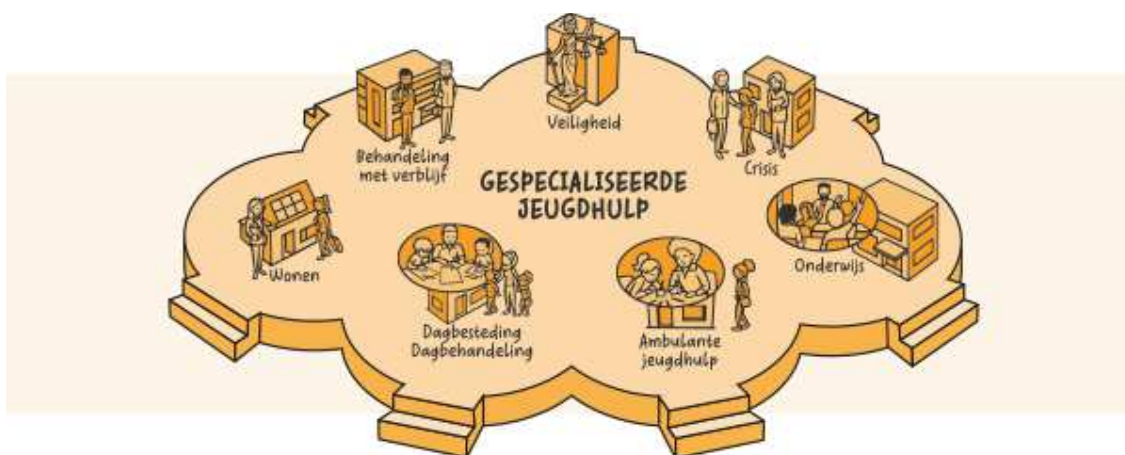 Veiligheid
Behandeling
met verblijf
Crisis
GESPECIALISEERDE
JEUGDHULP
Wonen
Onderwijs
Dagbesteding
Dagbehandeling
Ambulante
jeugdhulp